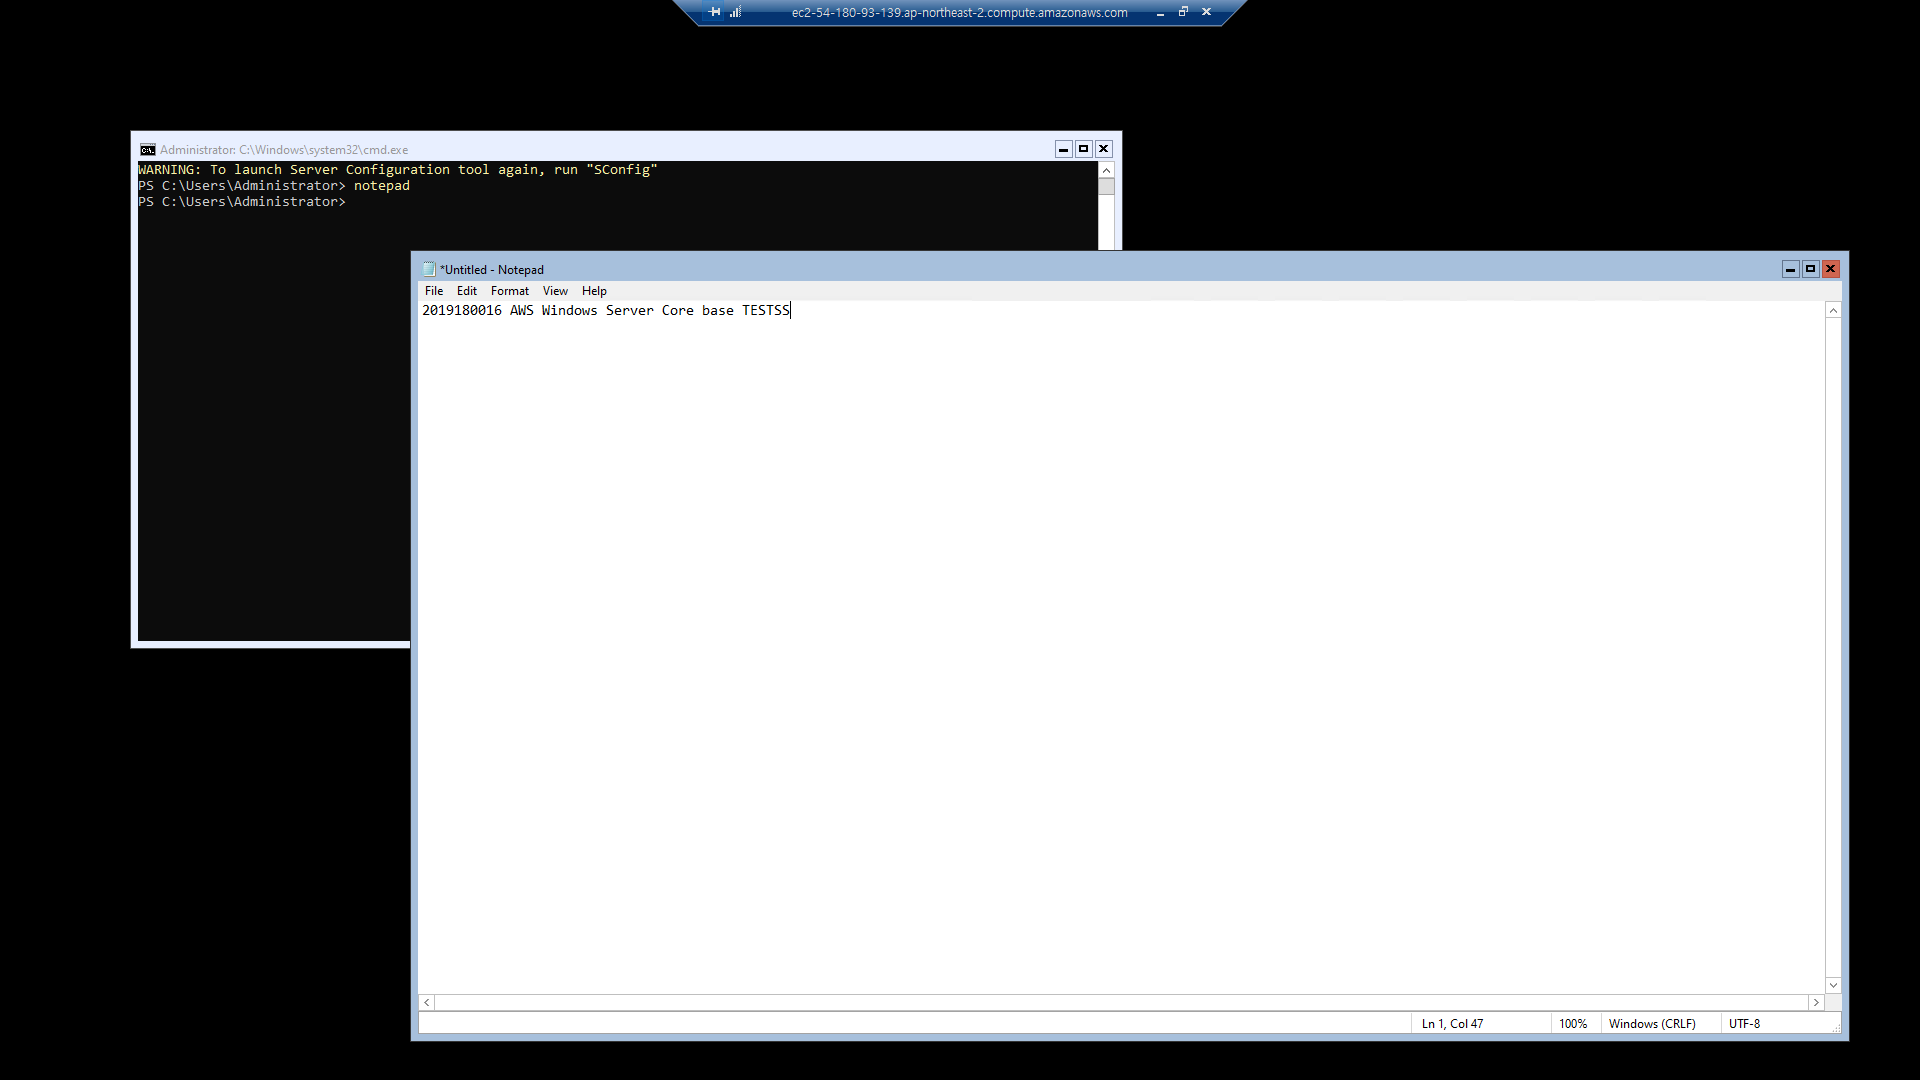 ec2-54-180-93-139.ap-northeast-2.compute.amazonaws.com
Administrator: C:\Windows\system32\cmd.exe
WARNING: To launch Server Configuration tool again, run "SConfig"
PS C:\Users\Administrator> notepad
PS C:\Users\Administrator>
*Untitled - Notepad
File Edit Format View Help
2019180016 AWS Windows Server Core base TESTSS
Ln 1, Col 47 100% Windows (CRLF) UTF-8